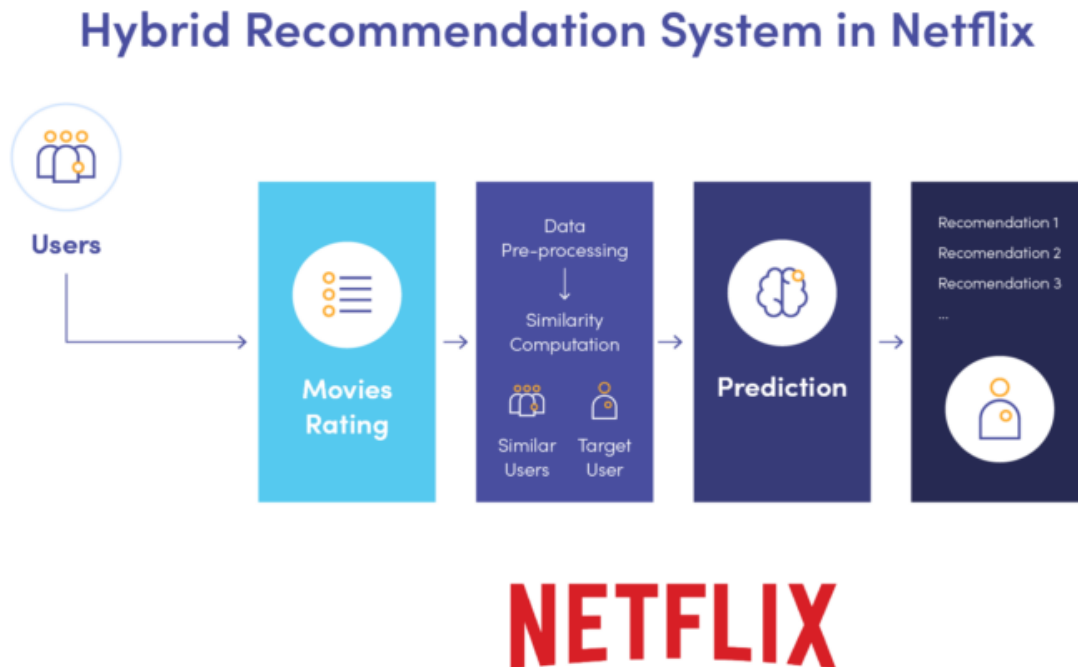 Hybrid Recommendation System in Netflix
Users
Movies
Rating
Data
Pre-processing
Similarity
Computation
Similar
Users
Target
User
Prediction
Recomendation 1
Recomendation 2
Recomendation 3
...
NETFLIX